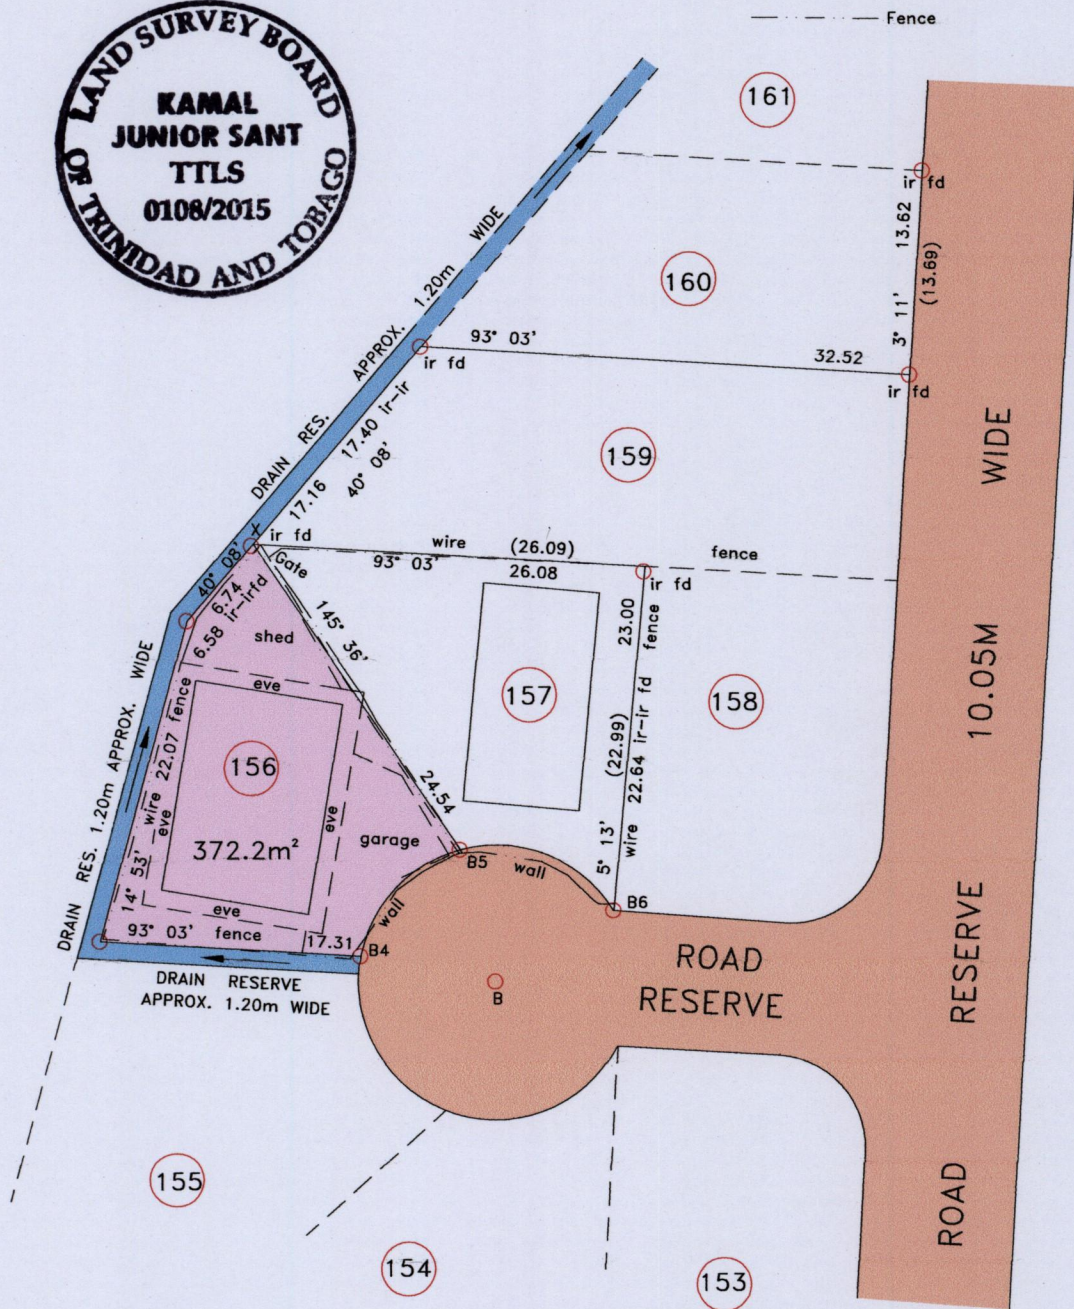 Fence
LAND SURVEY BOARD
OF TRINIDAD AND TOBAGO
KAMAL
JUNIOR SANT
TTLS
0108/2015
161
ir fd
13.62
(13.69)
3° 11'
160
DRAIN RES. APPROX. 1.20m WIDE
93° 03'
32.52
ir fd
ir fd
17.40 ir-ir
17.16
40° 08'
159
ir fd
wire
(26.09)
fence
93° 03'
26.08
ir fd
Gate
40° 08'
6.74
6.58 ir-irfd
shed
145° 36'
24.54
23.00
fence
(22.99)
22.64 ir-ir fd
5° 13'
wire
157
158
DRAIN RES. 1.20m APPROX. WIDE
14° 53'
wire 22.07 fence
eve
eve
eve
eve
156
372.2m²
garage
B5
wall
wall
B6
93° 03'
fence
17.31
B4
DRAIN RESERVE
APPROX. 1.20m WIDE
B
ROAD
RESERVE
ROAD RESERVE 10.05M WIDE
155
154
153